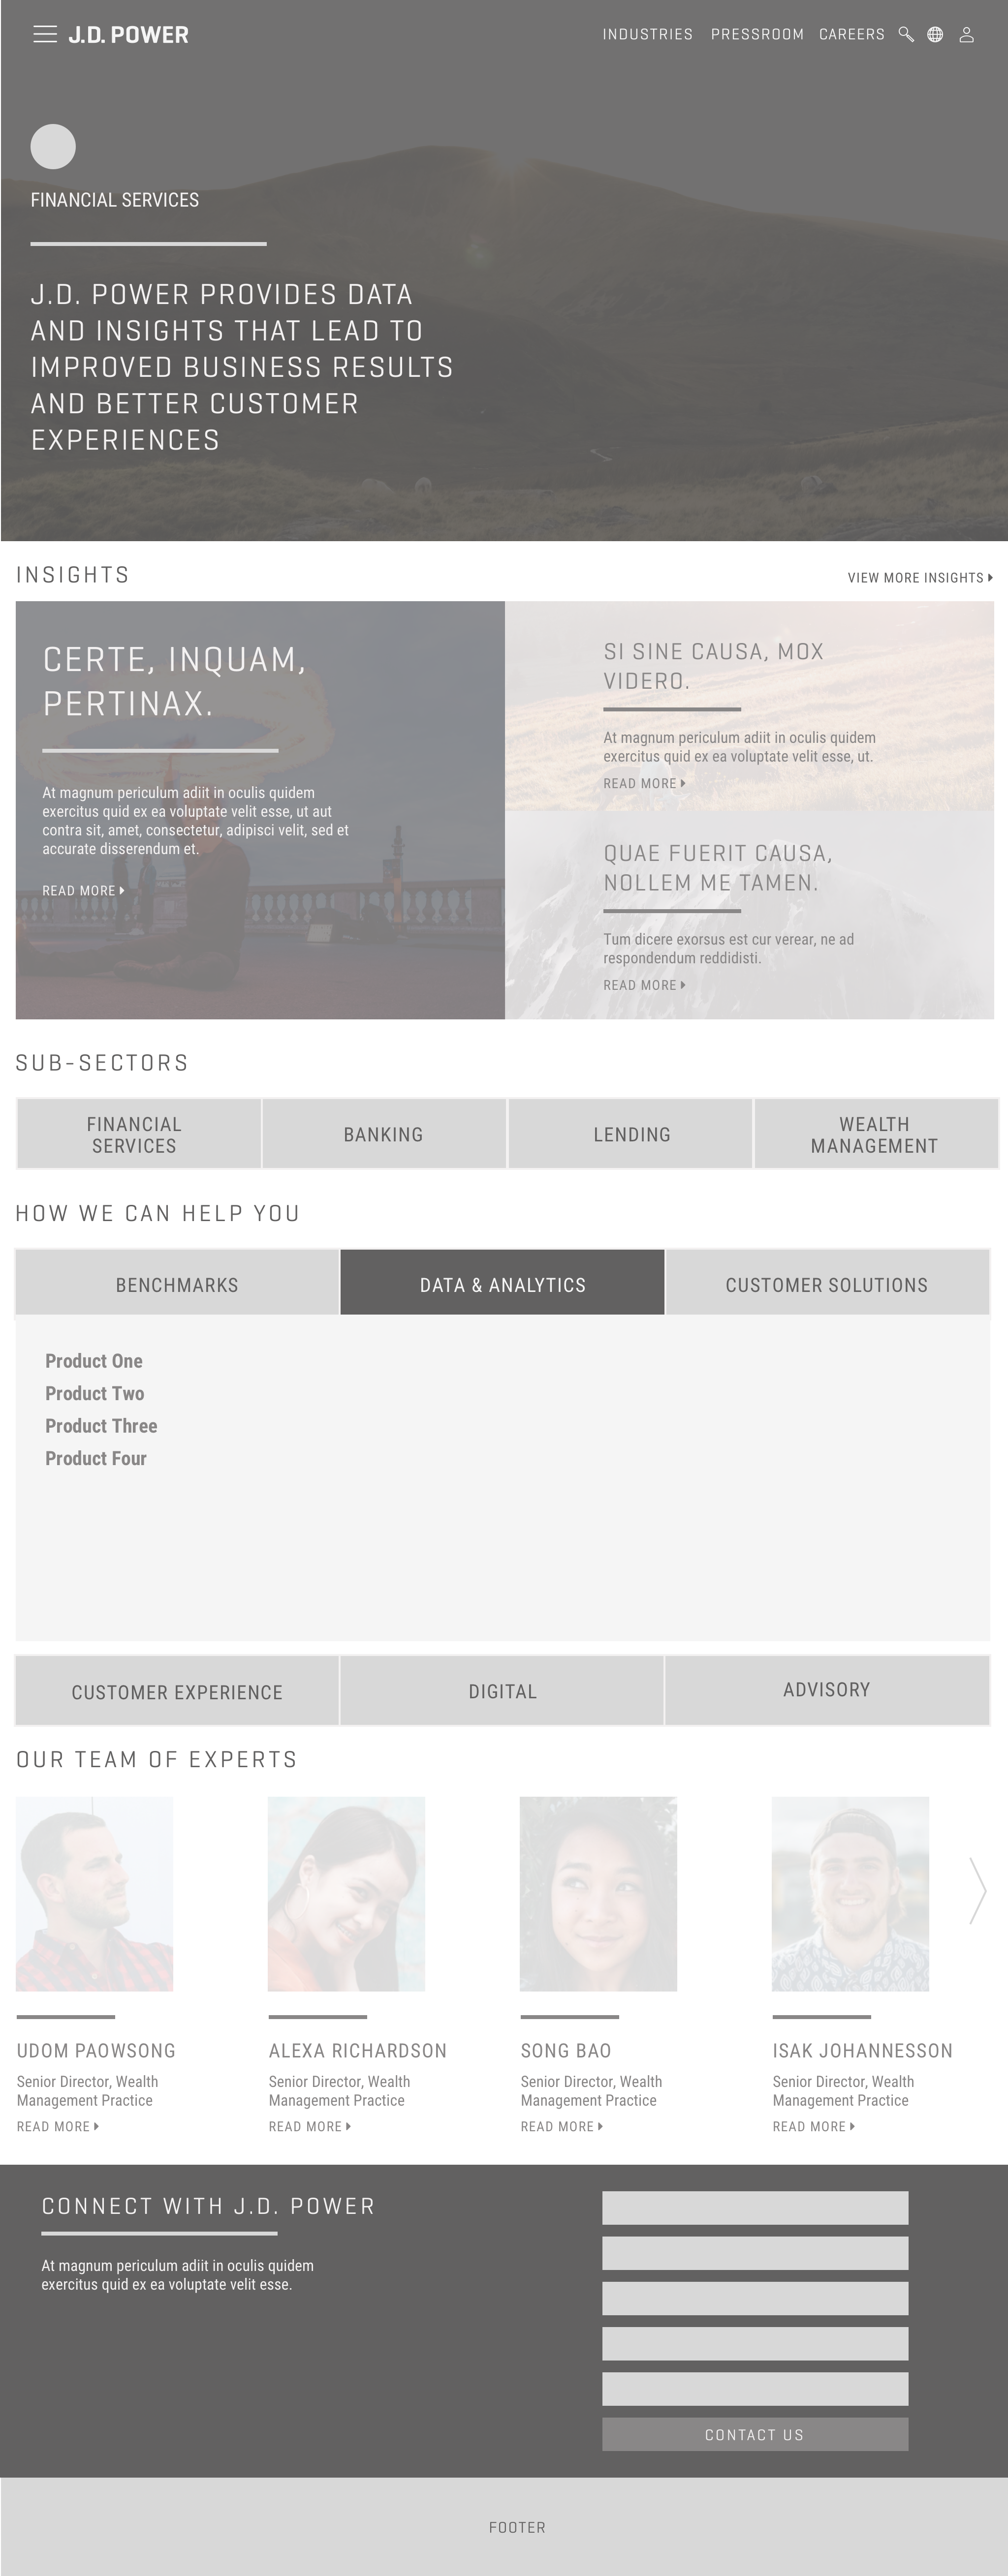 J.D. POWER
INDUSTRIES PRESSROOM CAREERS
FINANCIAL SERVICES
J.D. POWER PROVIDES DATA
AND INSIGHTS THAT LEAD TO
IMPROVED BUSINESS RESULTS
AND BETTER CUSTOMER
EXPERIENCES
INSIGHTS
VIEW MORE INSIGHTS
CERTE, INQUAM,
PERTINAX.
At magnum periculum adiit in oculis quidem
exercitus quid ex ea voluptate velit esse, ut aut
contra sit, amet, consectetur, adipisci velit, sed et
accurate disserendum et.
READ MORE
SI SINE CAUSA, MOX
VIDERO.
At magnum periculum adiit in oculis quidem
exercitus quid ex ea voluptate velit esse, ut.
READ MORE
QUAE FUERIT CAUSA,
NOLLEM ME TAMEN.
Tum dicere exorsus est cur verear, ne ad
respondendum reddidisti.
READ MORE
SUB-SECTORS
FINANCIAL
SERVICES
BANKING
LENDING
WEALTH
MANAGEMENT
HOW WE CAN HELP YOU
BENCHMARKS
DATA & ANALYTICS
CUSTOMER SOLUTIONS
Product One
Product Two
Product Three
Product Four
CUSTOMER EXPERIENCE
DIGITAL
ADVISORY
OUR TEAM OF EXPERTS
UDOM PAOWSONG
Senior Director, Wealth
Management Practice
READ MORE
ALEXA RICHARDSON
Senior Director, Wealth
Management Practice
READ MORE
SONG BAO
Senior Director, Wealth
Management Practice
READ MORE
ISAK JOHANNESSON
Senior Director, Wealth
Management Practice
READ MORE
CONNECT WITH J.D. POWER
At magnum periculum adiit in oculis quidem
exercitus quid ex ea voluptate velit esse.
CONTACT US
FOOTER